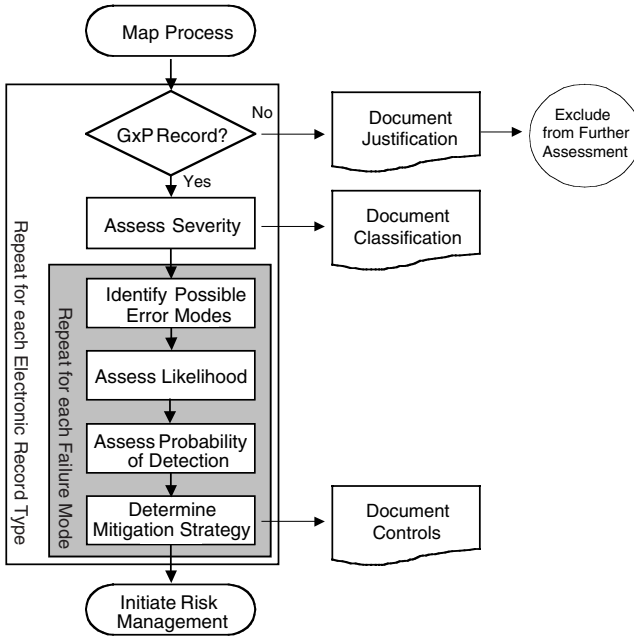 Map Process
GxP Record?
No
Document
Justification
Exclude
from Further
Assessment
Yes
Assess Severity
Document
Classification
Repeat for each Electronic Record Type
Repeat for each Failure Mode
Identify Possible
Error Modes
Assess Likelihood
Assess Probability
of Detection
Determine
Mitigation Strategy
Document
Controls
Initiate Risk
Management